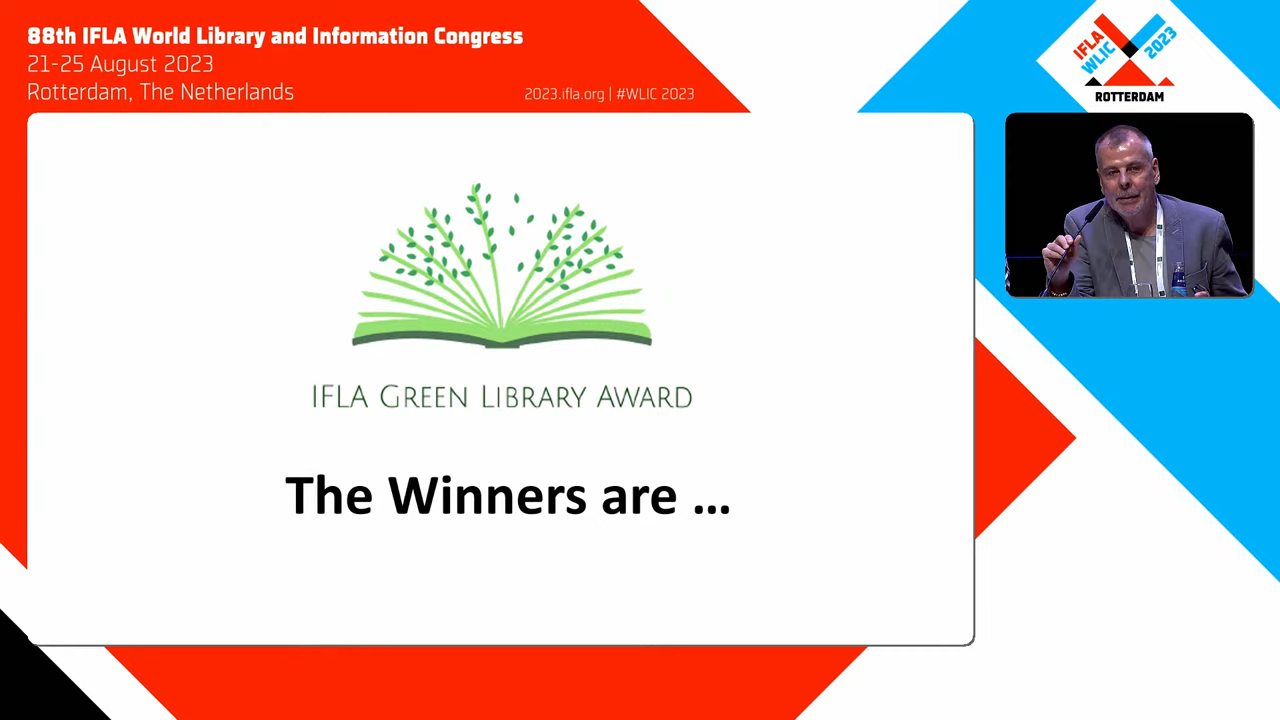 88th IFLA World Library and Information Congress
21-25 August 2023
Rotterdam, The Netherlands
2023.ifla.org | #WLIC 2023
IFLA
WLIC
2023
ROTTERDAM
IFLA GREEN LIBRARY AWARD
The Winners are ...